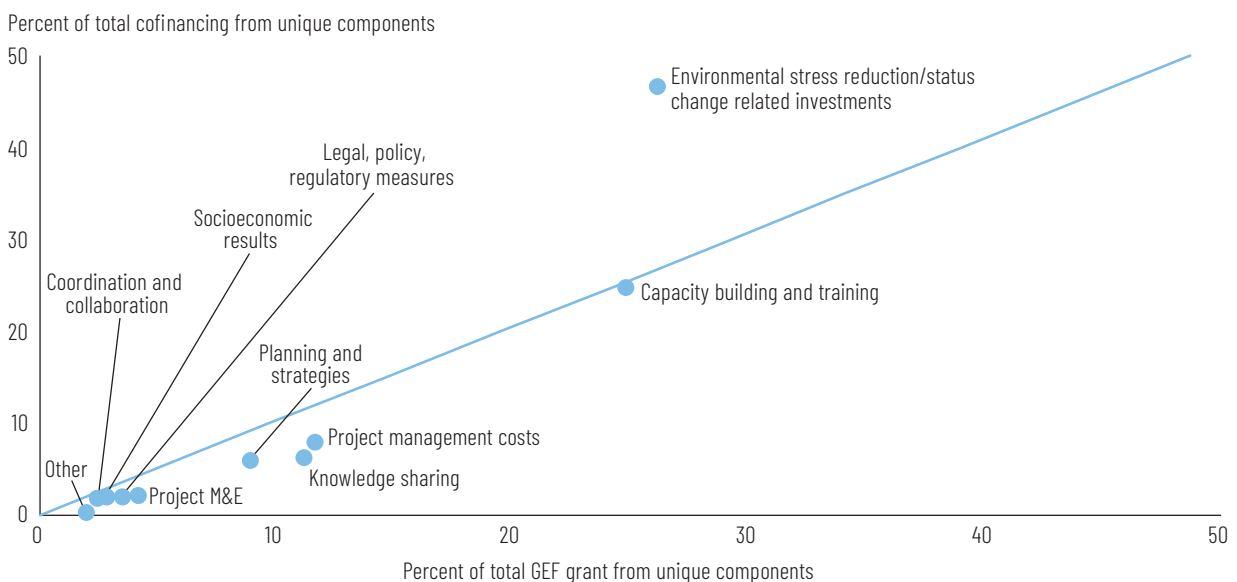 Percent of total cofinancing from unique components
50
40
30
20
10
0
Environmental stress reduction/status
change related investments
Legal, policy,
regulatory measures
Socioeconomic
results
Coordination and
collaboration
Capacity building and training
Planning and
strategies
Project management costs
Knowledge sharing
Other
Project M&E
0
10
20
30
40
50
Percent of total GEF grant from unique components